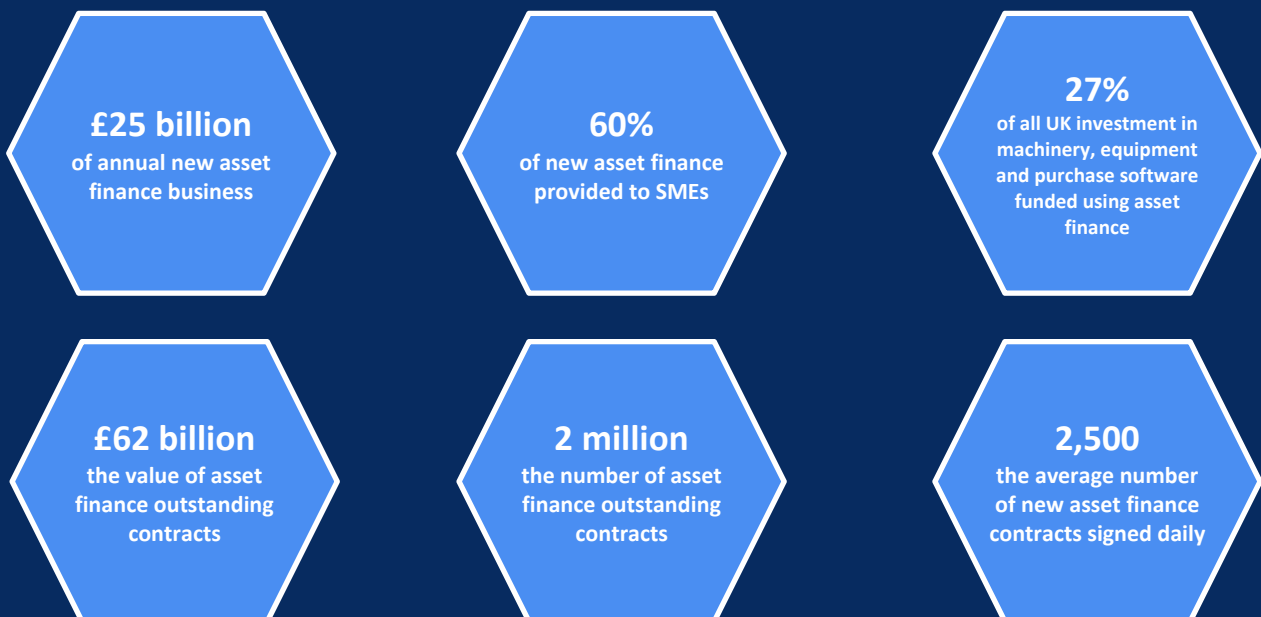 £25 billion
of annual new asset
finance business
60%
of new asset finance
provided to SMEs
27%
of all UK investment in
machinery, equipment
and purchase software
funded using asset
finance
£62 billion
the value of asset
finance outstanding
contracts
2 million
the number of asset
finance outstanding
contracts
2,500
the average number
of new asset finance
contracts signed daily